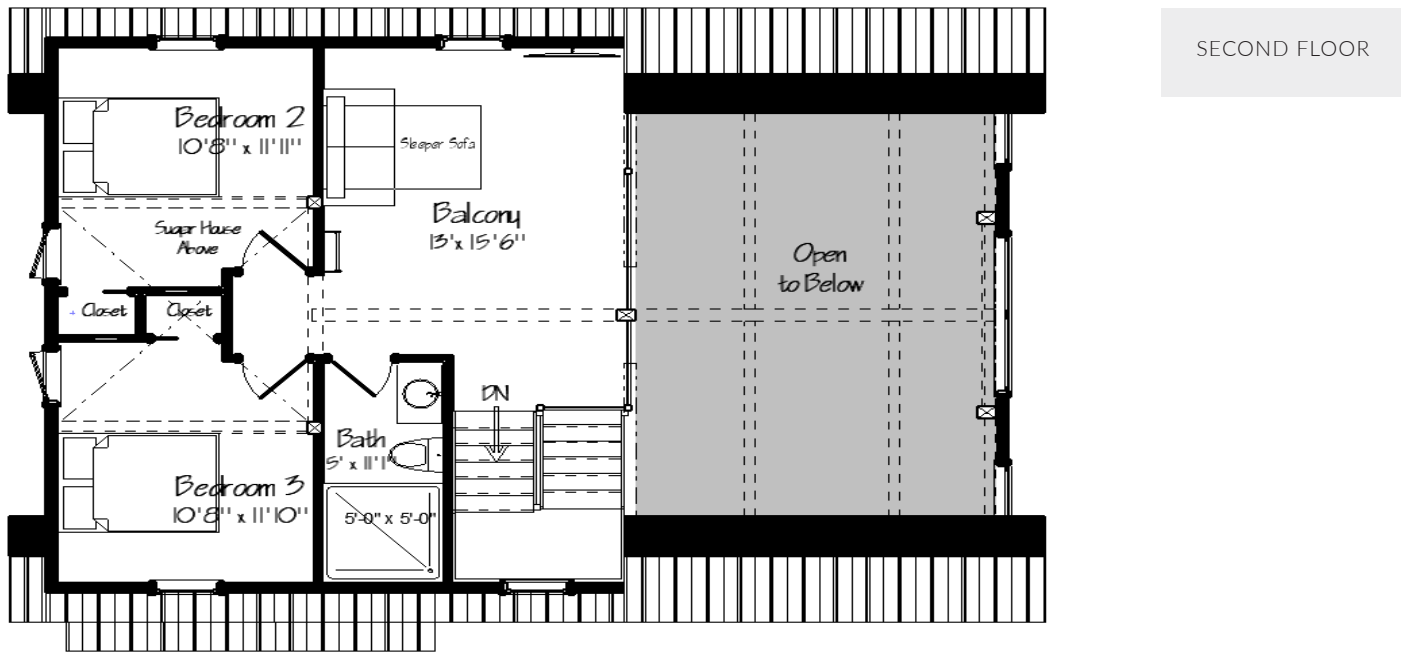 SECOND FLOOR
Bedroom 2
10'8" x 11'11"
Sleeper Sofa
Balcony
13' x 15'6"
Sugar House
Above
Open
to Below
Closet
Closet
DN
Bath
5' x 11'1"
Bedroom 3
10'8" x 11'10"
5'-0" x 5'-0"